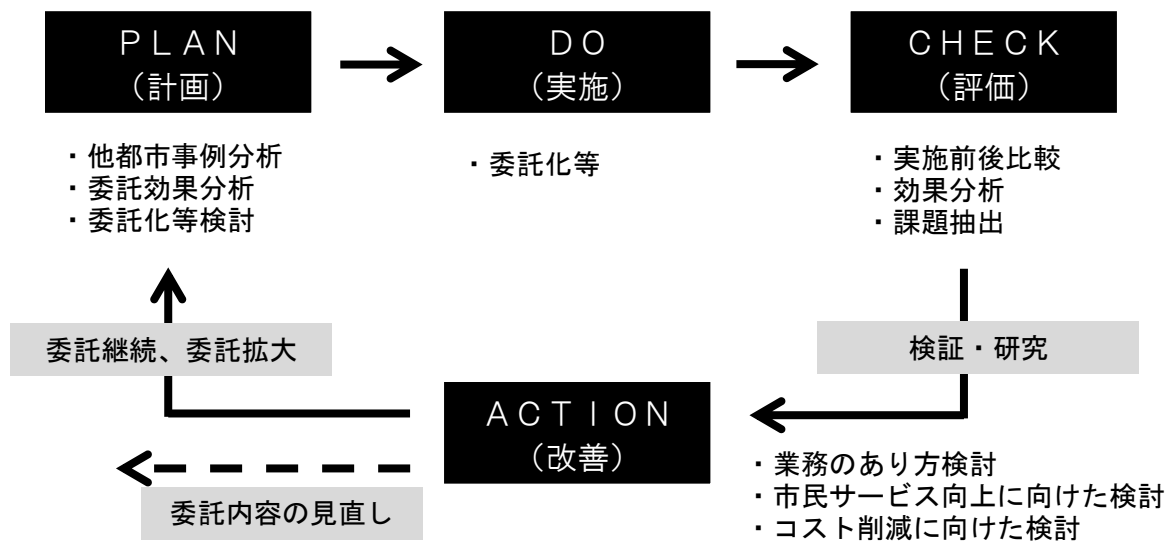 ＰＬＡＮ
（計画）
ＤＯ
（実施）
ＣＨＥＣＫ
（評価）
・他都市事例分析
・委託効果分析
・委託化等検討
・委託化等
・実施前後比較
・効果分析
・課題抽出
委託継続、委託拡大
検証・研究
ＡＣＴＩＯＮ
（改善）
委託内容の見直し
・業務のあり方検討
・市民サービス向上に向けた検討
・コスト削減に向けた検討